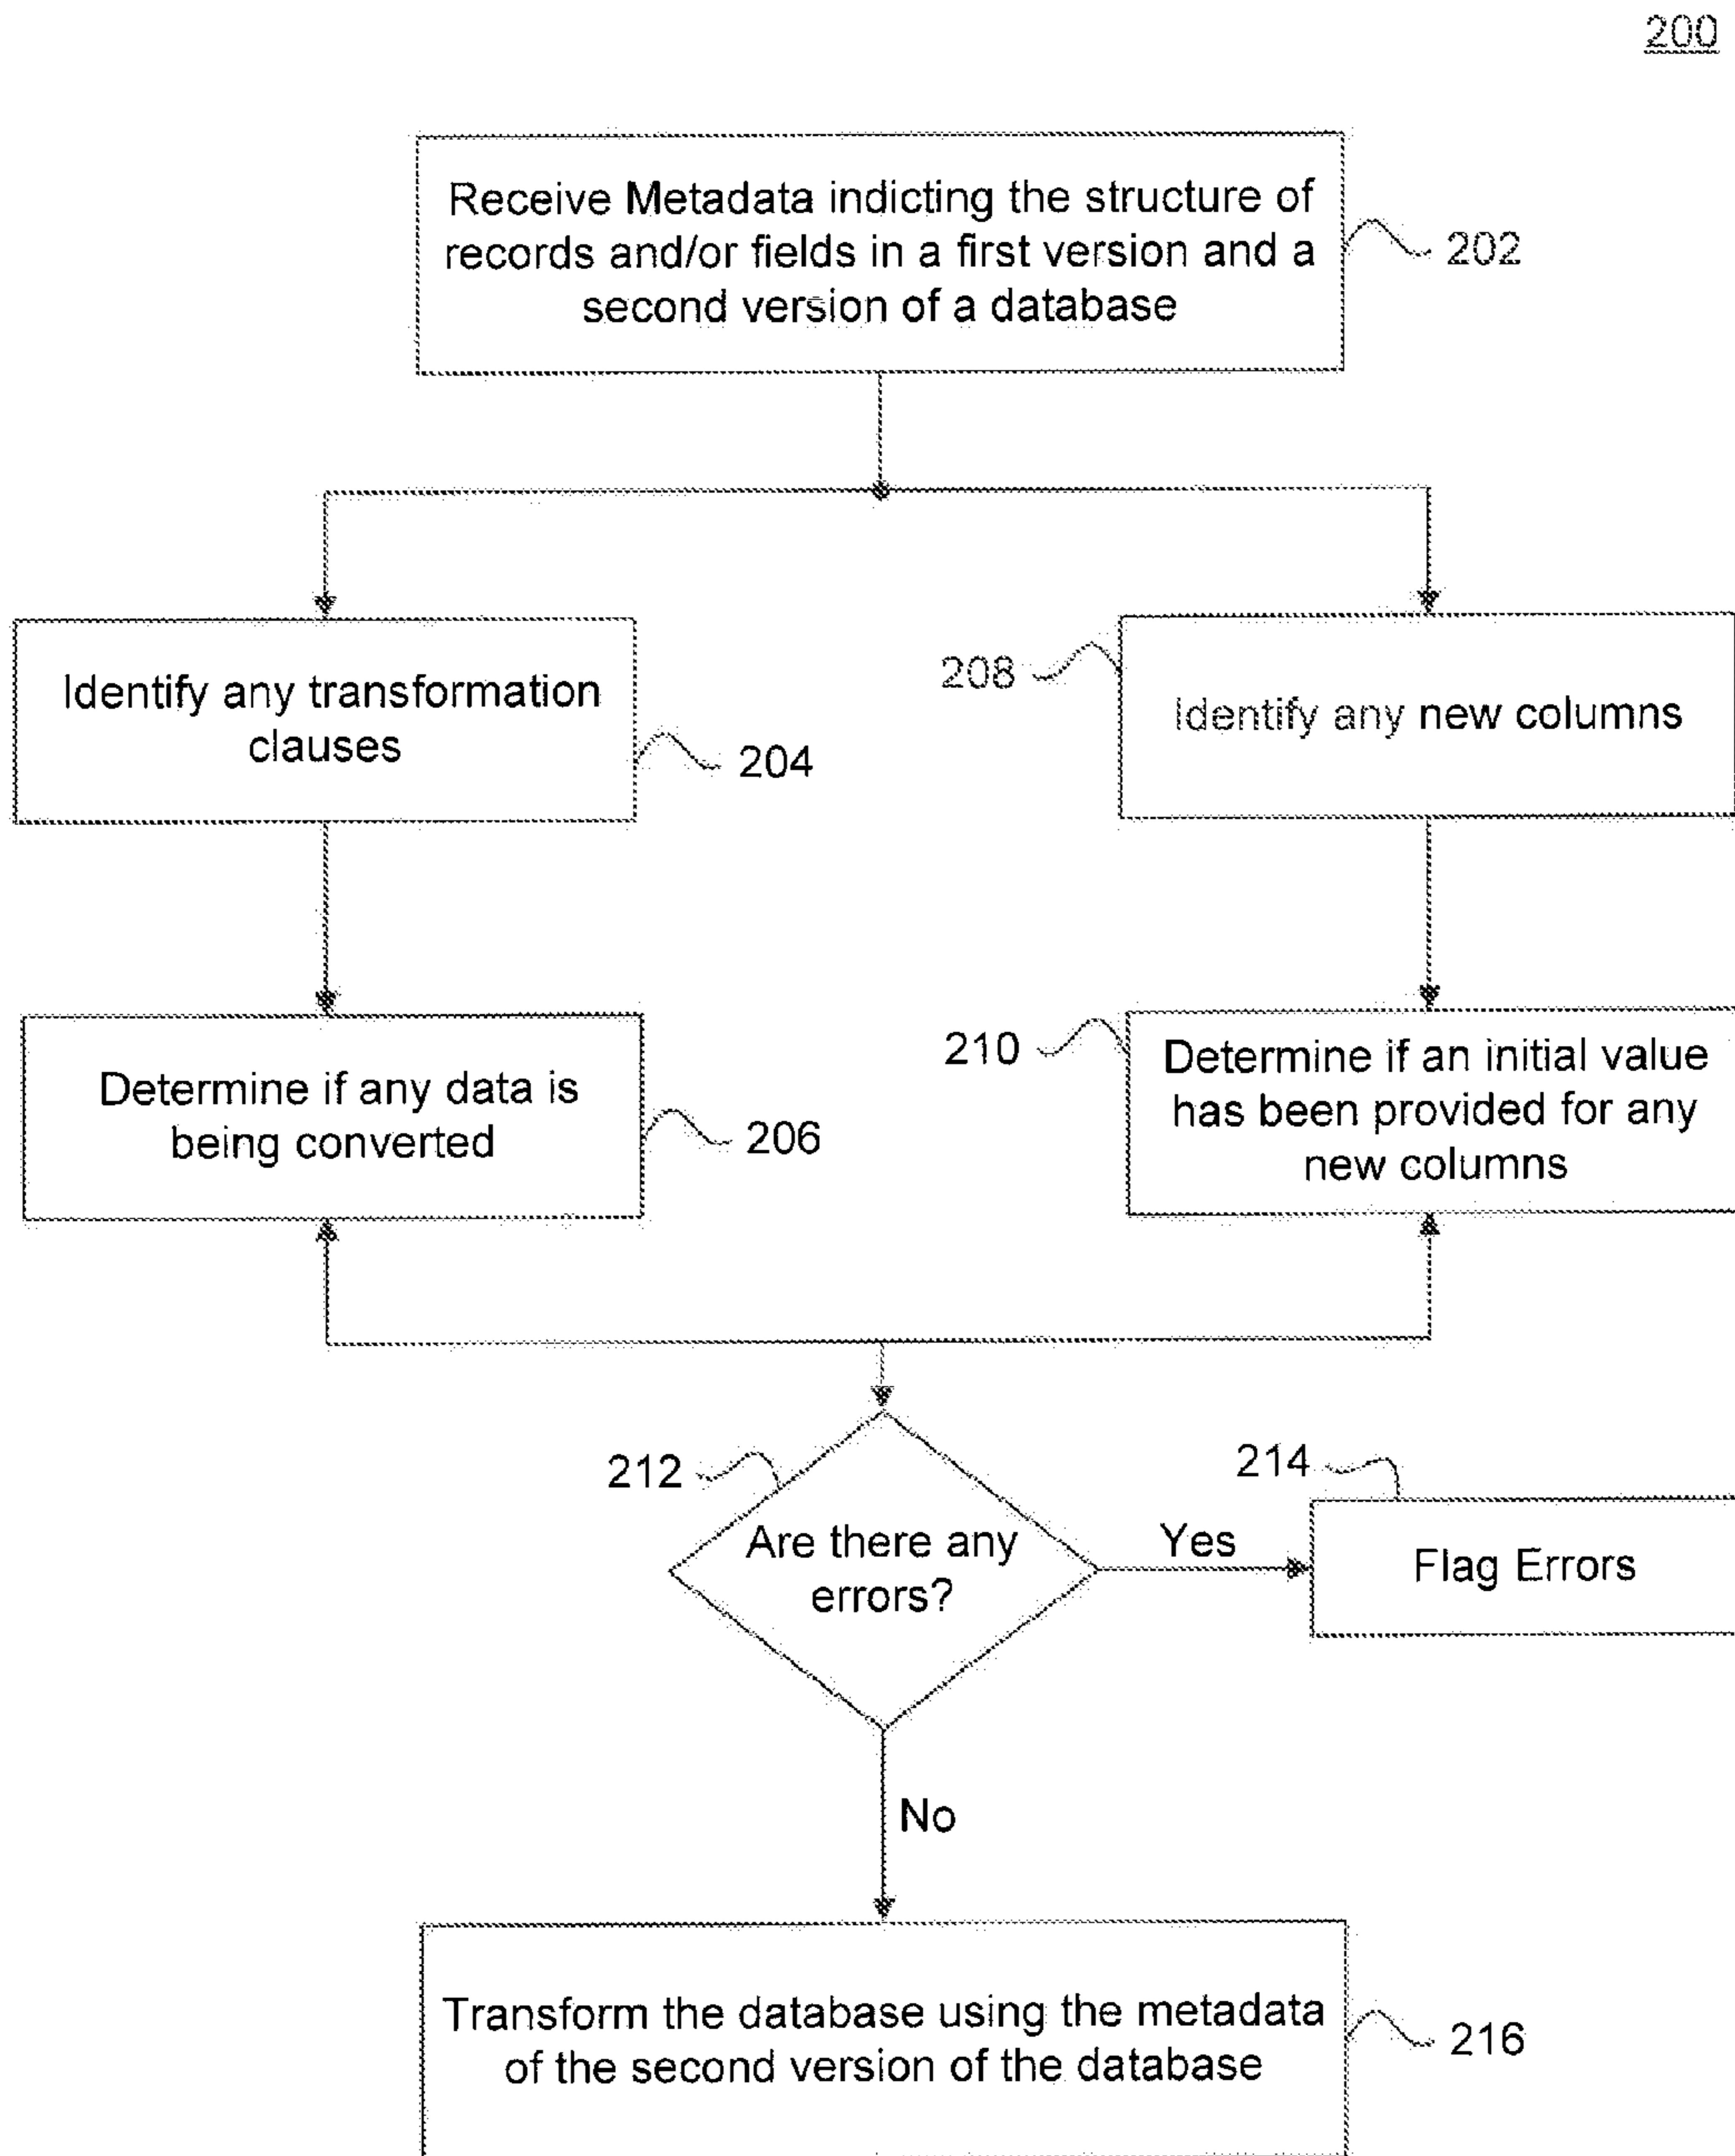 200
Receive Metadata indicting the structure of
records and/or fields in a first version and a
second version of a database
202
Identify any transformation
clauses
204
208
Identify any new columns
Determine if any data is
being converted
206
210
Determine if an initial value
has been provided for any
new columns
212
Are there any
errors?
Yes
214
Flag Errors
No
Transform the database using the metadata
of the second version of the database
216